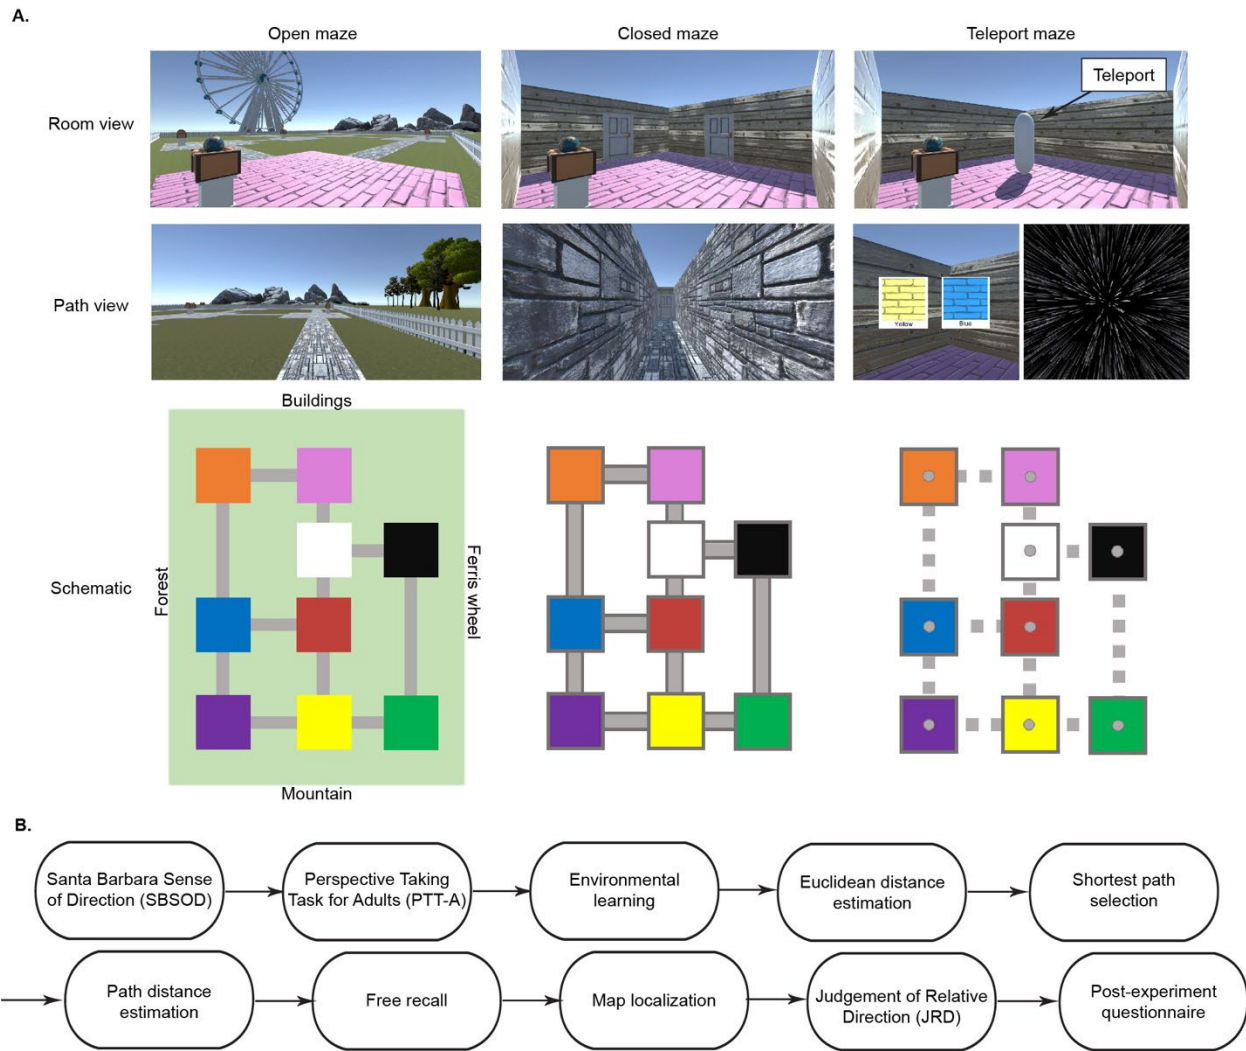 A.
Open maze
Closed maze
Teleport maze
Room view
Teleport
Path view
Yellow
Blue
Schematic
Buildings
Forest
Ferris wheel
Mountain
B.
Santa Barbara Sense
of Direction (SBSOD)
Perspective Taking
Task for Adults (PTT-A)
Environmental
learning
Euclidean distance
estimation
Shortest path
selection
Path distance
estimation
Free recall
Map localization
Judgement of Relative
Direction (JRD)
Post-experiment
questionnaire